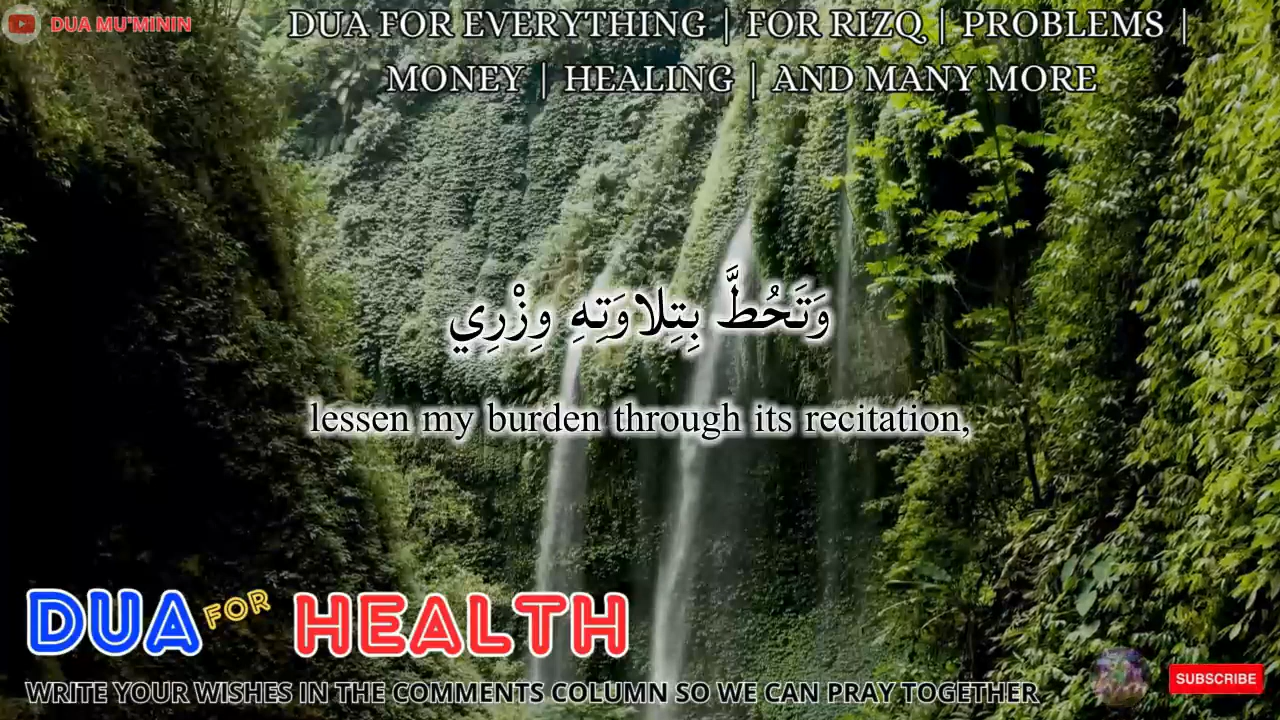 DUA MU'MININ
DUA FOR EVERYTHING | FOR RIZQ | PROBLEMS |
MONEY | HEALING | AND MANY MORE
وَتَحُطَّ بِتِلاوَتِهِ وِزْرِي
lessen my burden through its recitation,
DUA FOR HEALTH
WRITE YOUR WISHES IN THE COMMENTS COLUMN SO WE CAN PRAY TOGETHER
SUBSCRIBE